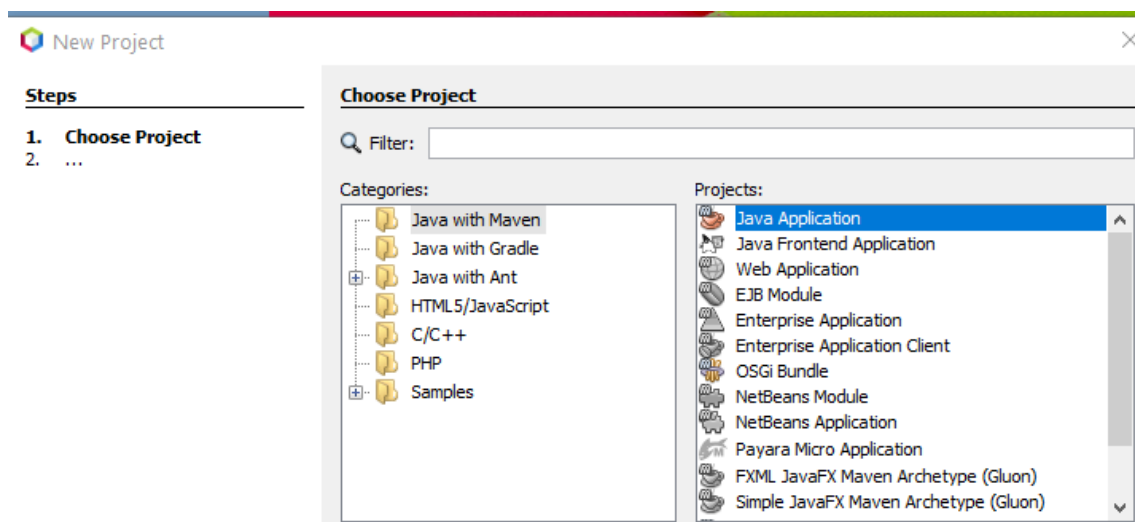 New Project
Steps
1. Choose Project
2. ...
Choose Project
Filter:
Categories:
Java with Maven
Java with Gradle
Java with Ant
HTML5/JavaScript
C/C++
PHP
Samples
Projects:
Java Application
Java Frontend Application
Web Application
EJB Module
Enterprise Application
Enterprise Application Client
OSGi Bundle
NetBeans Module
NetBeans Application
Payara Micro Application
FXML JavaFX Maven Archetype (Gluon)
Simple JavaFX Maven Archetype (Gluon)